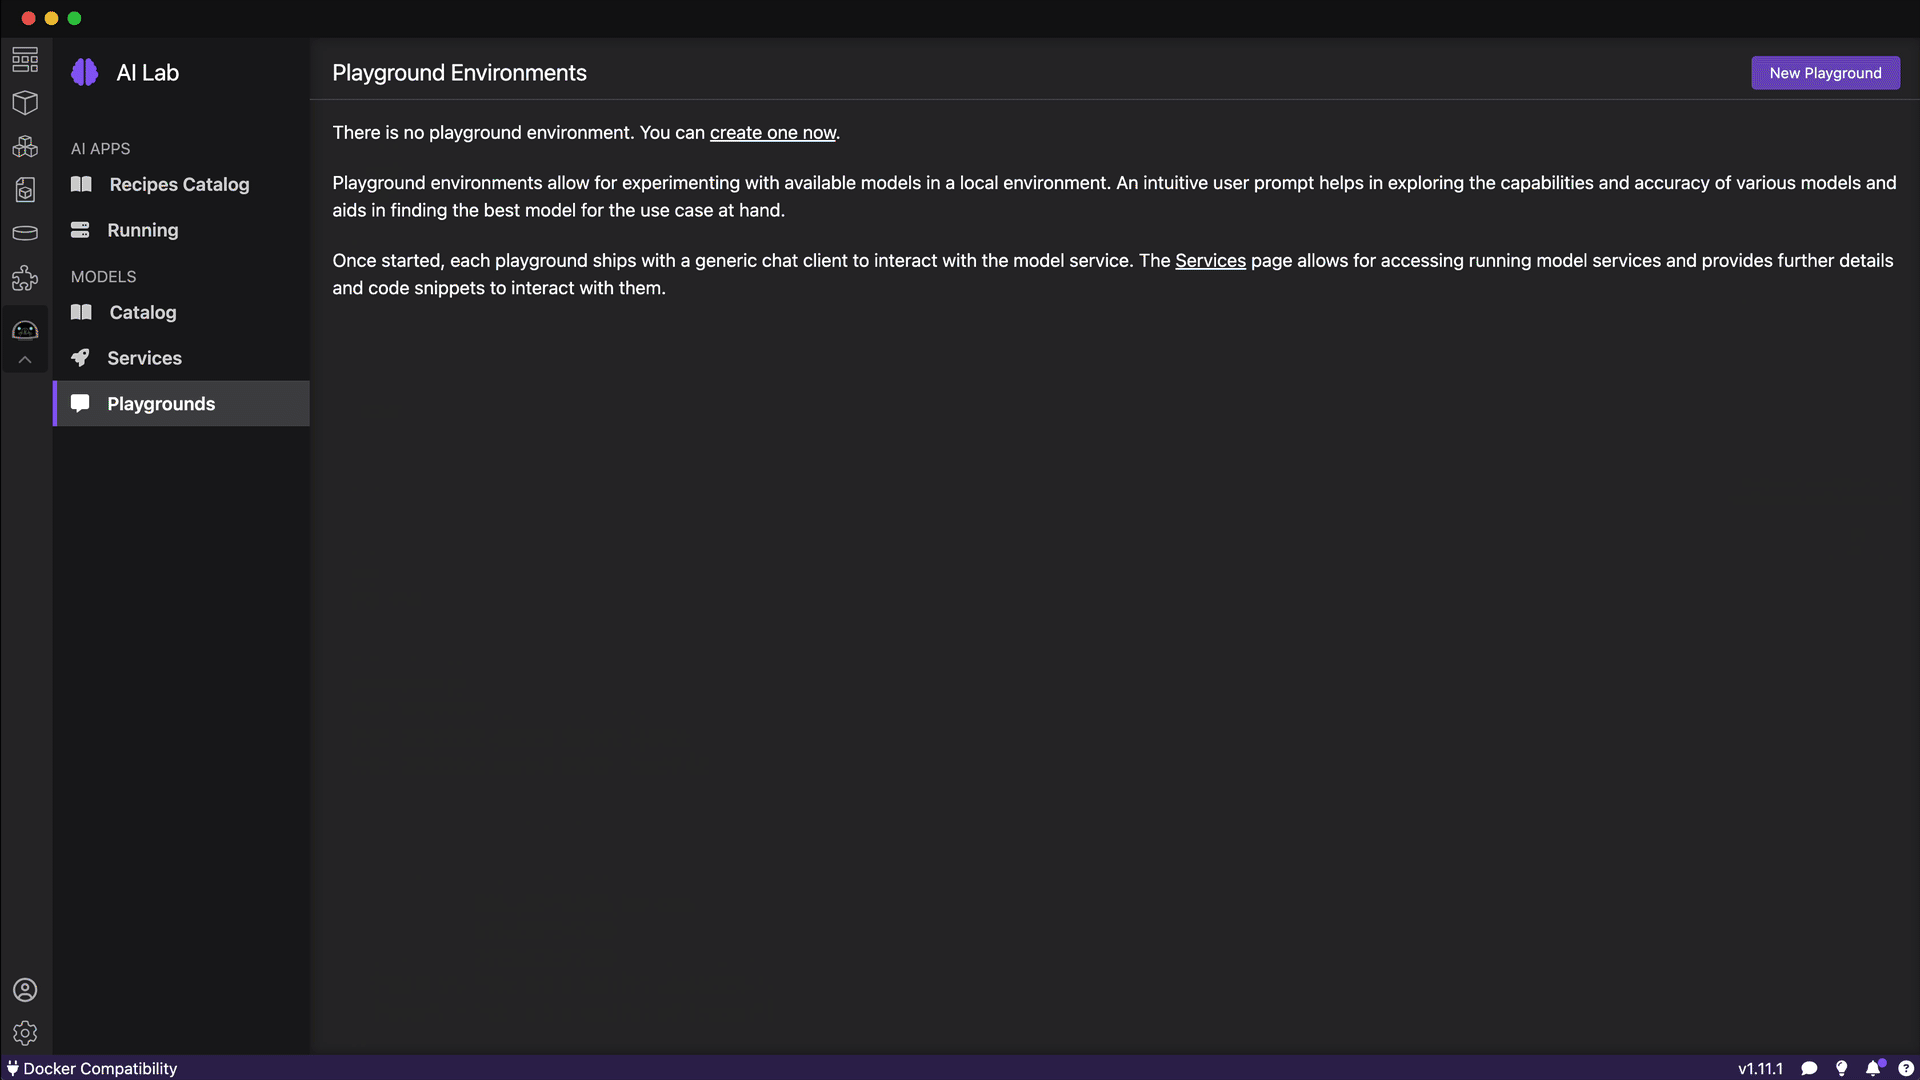 AI Lab
AI APPS
Recipes Catalog
Running
MODELS
Catalog
Services
Playgrounds
Playground Environments
New Playground
There is no playground environment. You can create one now.
Playground environments allow for experimenting with available models in a local environment. An intuitive user prompt helps in exploring the capabilities and accuracy of various models and
aids in finding the best model for the use case at hand.
Once started, each playground ships with a generic chat client to interact with the model service. The Services page allows for accessing running model services and provides further details
and code snippets to interact with them.
Docker Compatibility
v1.11.1